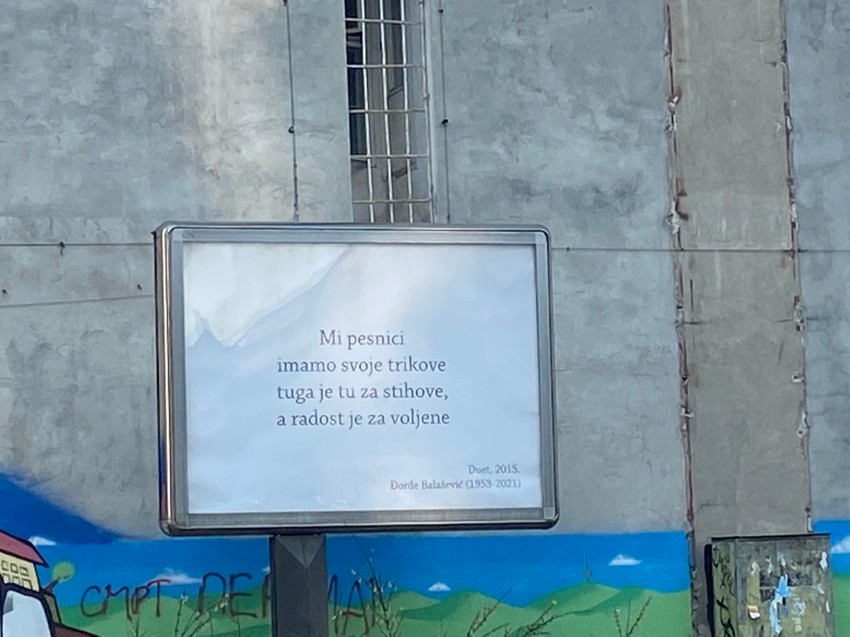 Mi pesnici
imamo svoje trikove
tuga je tu za stihove,
a radost je za voljene
Duet, 2015.
Đorđe Balašević (1953-2021)
СМРТ